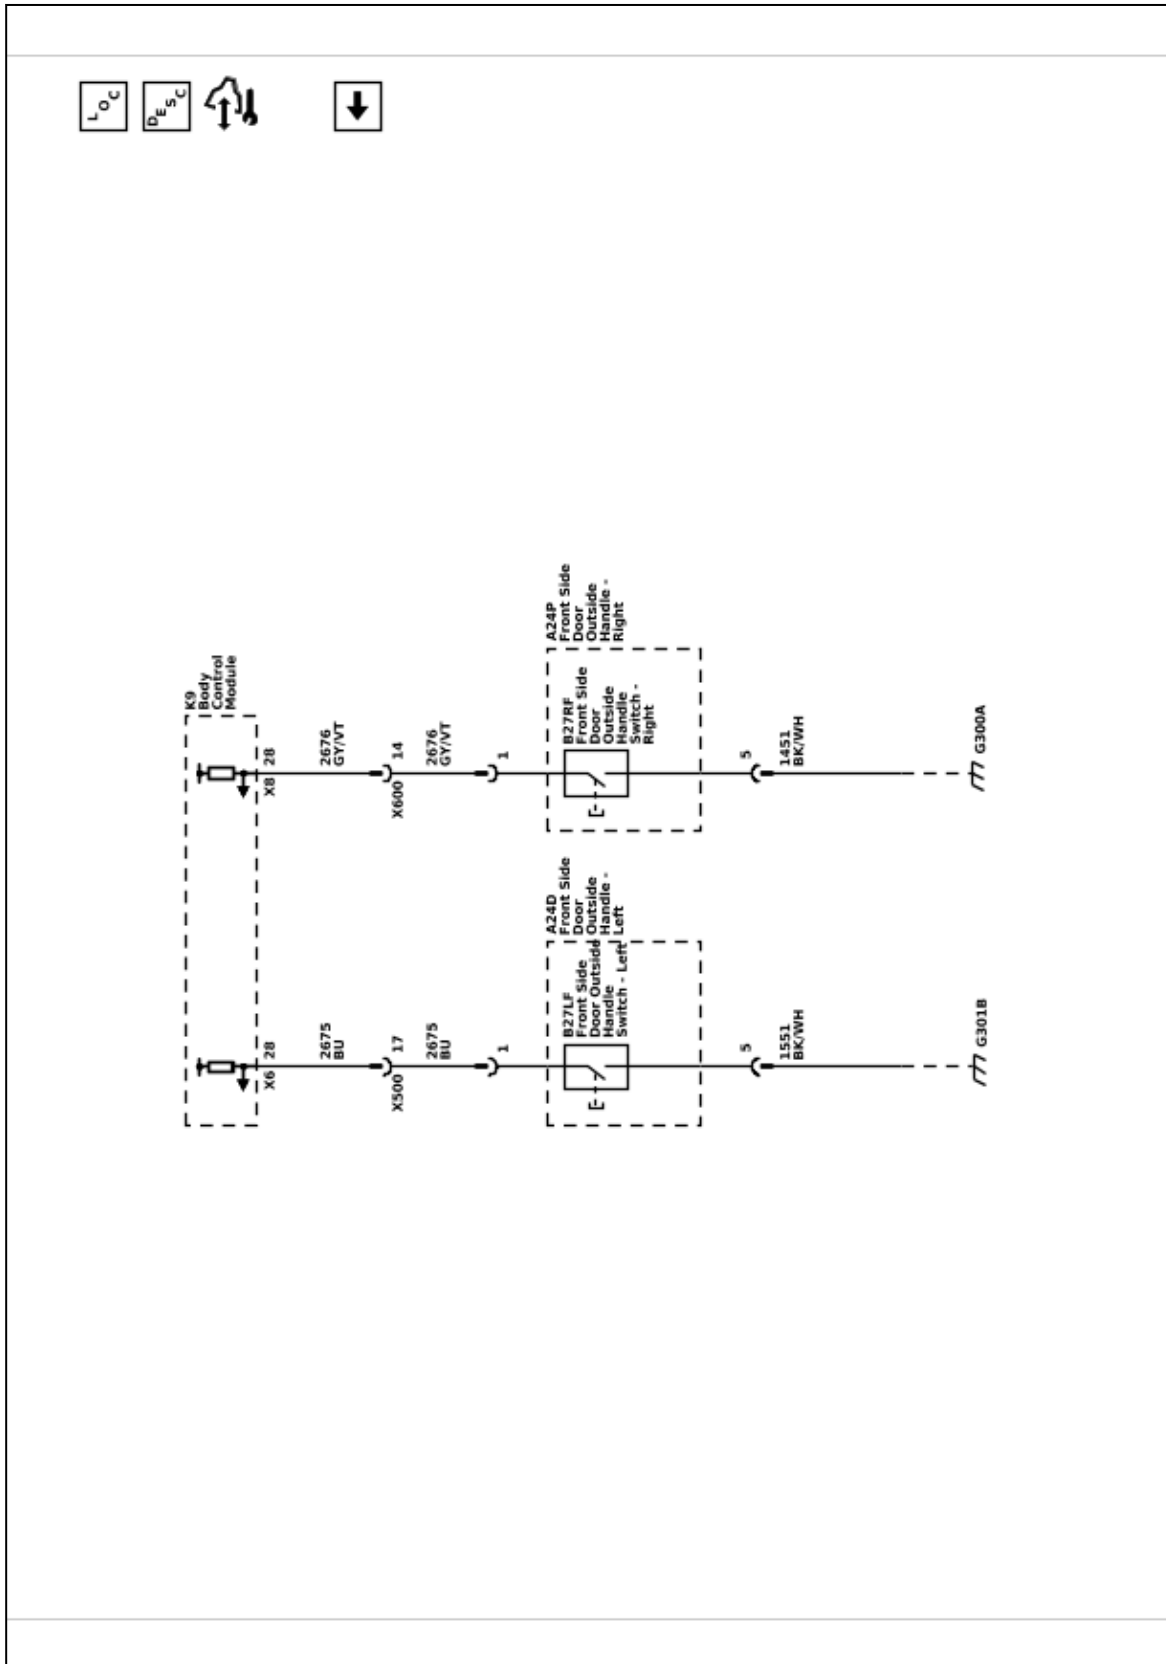 LOC
DESC
K9
Body
Control
Module
X6
28
2675
BU
X500
17
2675
BU
1
A24D
Front Side
Door
Outside
Handle -
Left
B27LF
Front Side
Door Outside
Handle
Switch - Left
5
1551
BK/WH
G301B
X8
28
2676
GY/VT
X600
14
2676
GY/VT
1
A24P
Front Side
Door
Outside
Handle -
Right
B27RF
Front Side
Door
Outside
Handle
Switch -
Right
5
1451
BK/WH
G300A